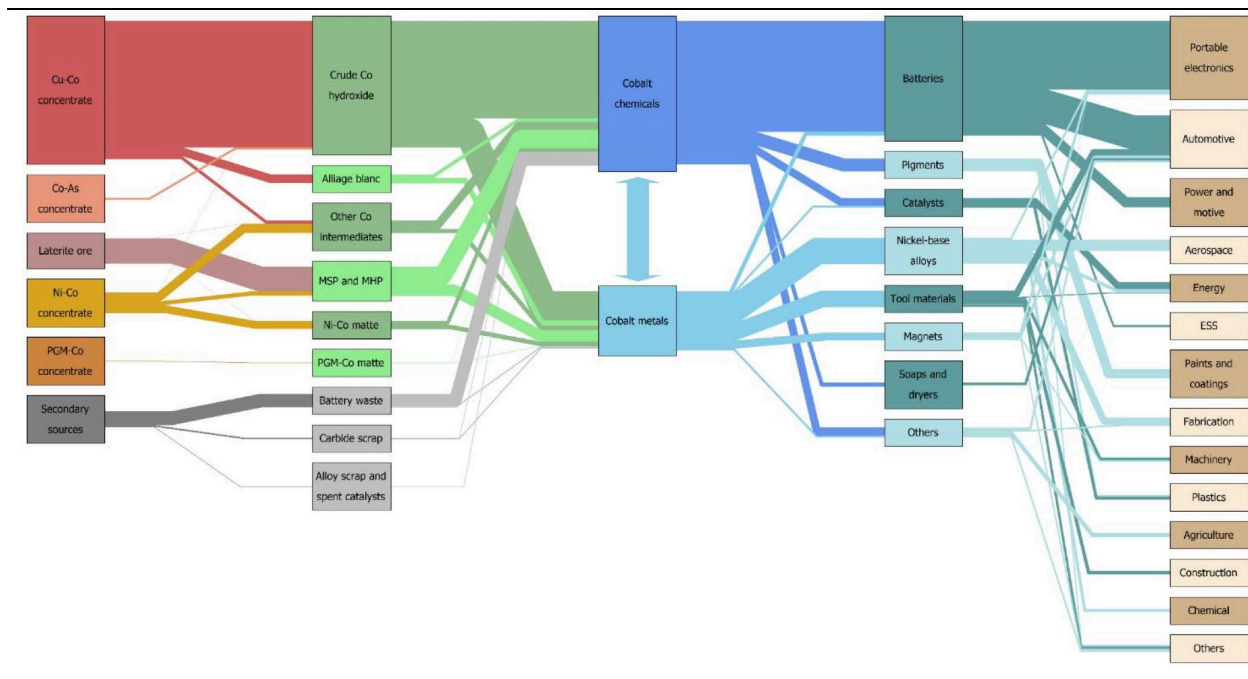 Cu-Co
concentrate
Co-As
concentrate
Laterite ore
Ni-Co
concentrate
PGM-Co
concentrate
Secondary
sources
Crude Co
hydroxide
Alliage blanc
Other Co
intermediates
MSP and MHP
Ni-Co matte
PGM-Co matte
Battery waste
Carbide scrap
Alloy scrap and
spent catalysts
Cobalt
chemicals
Cobalt metals
Batteries
Pigments
Catalysts
Nickel-base
alloys
Tool materials
Magnets
Soaps and
dryers
Others
Portable
electronics
Automotive
Power and
motive
Aerospace
Energy
ESS
Paints and
coatings
Fabrication
Machinery
Plastics
Agriculture
Construction
Chemical
Others